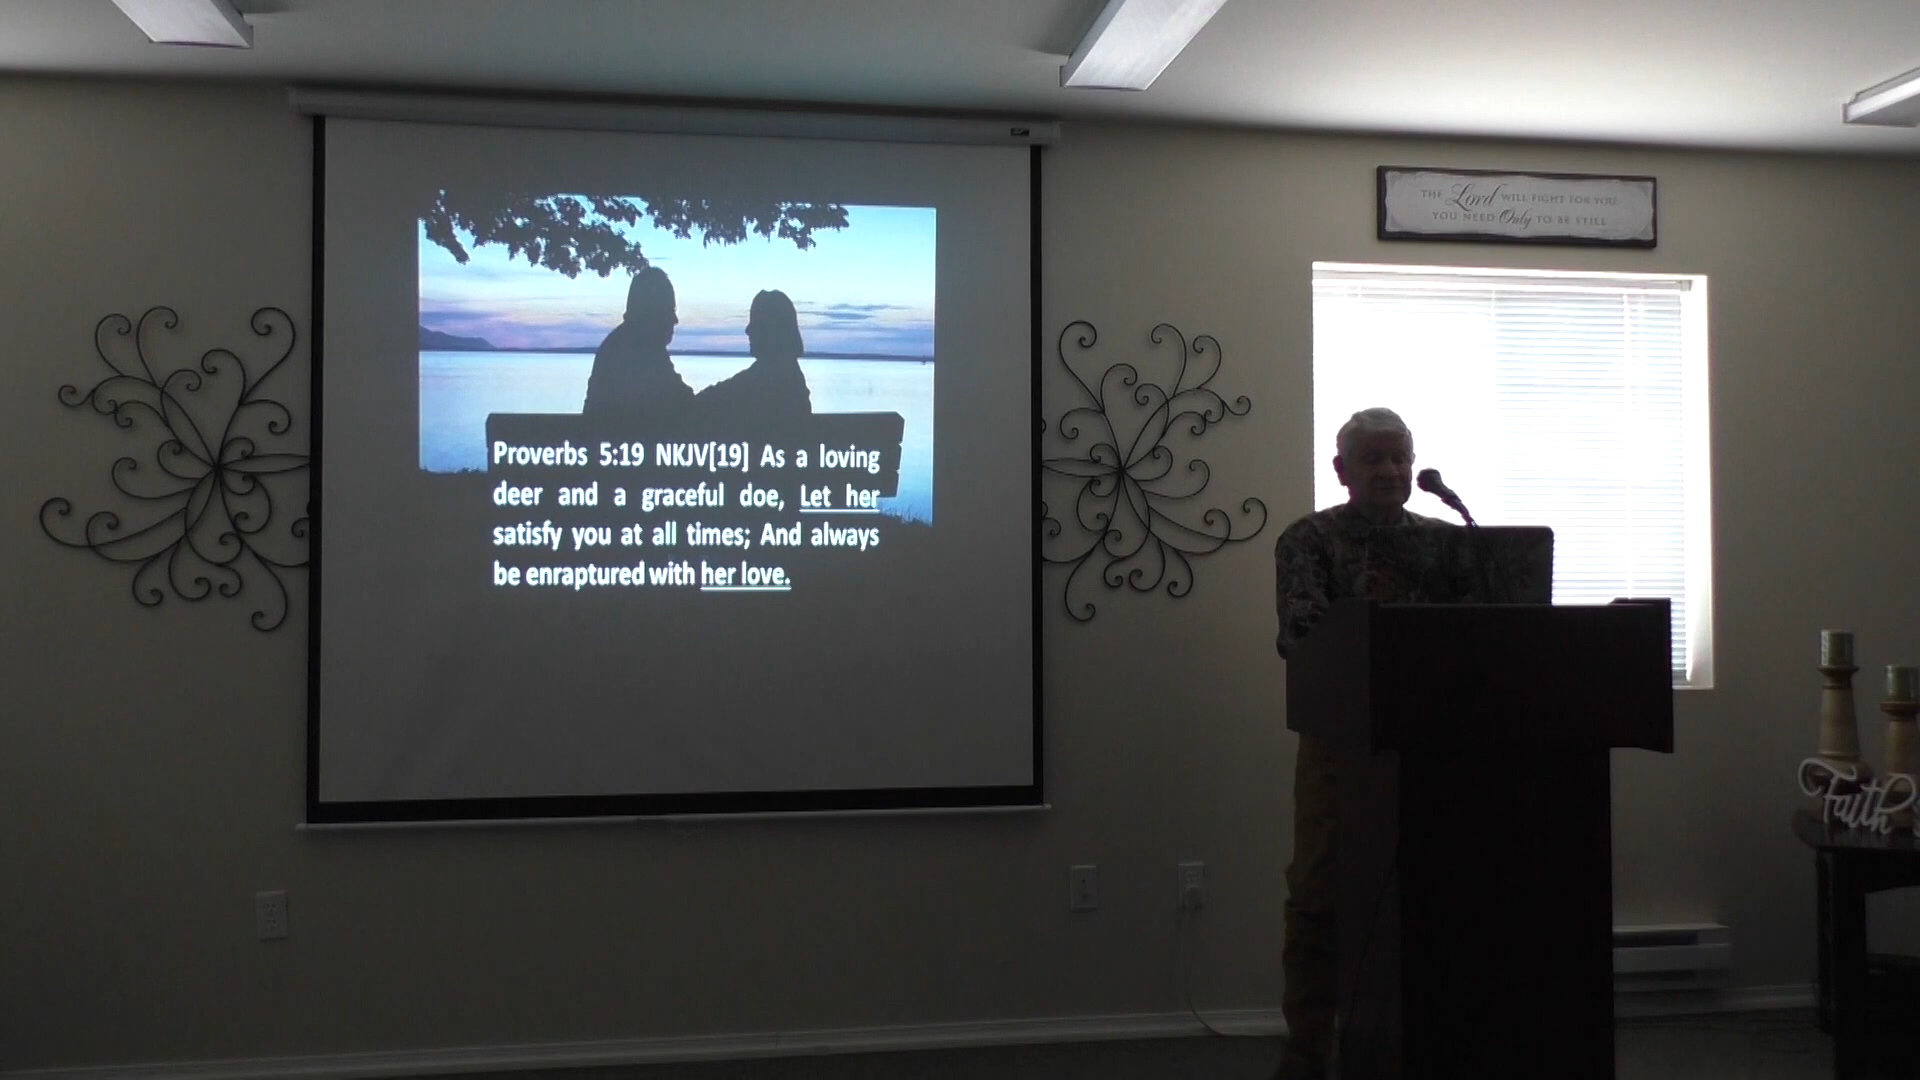 Proverbs 5:19 NKJV[19] As a loving
deer and a graceful doe, Let her
satisfy you at all times; And always
be enraptured with her love.
THE Lord WILL FIGHT FOR YOU;
YOU NEED Only TO BE STILL
Faith